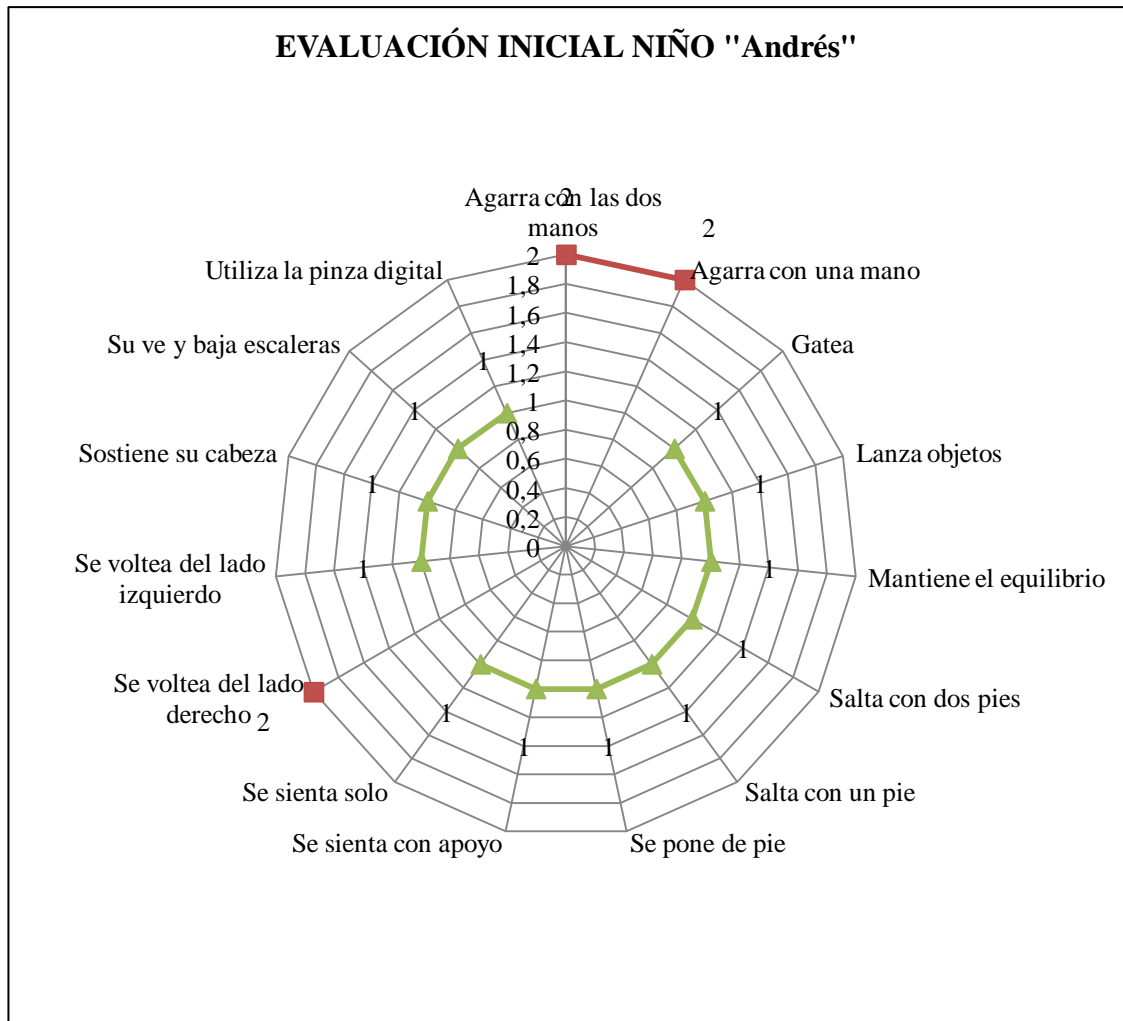 EVALUACIÓN INICIAL NIÑO "Andrés"
2
Agarra con las dos
manos
2
Agarra con una mano
Utiliza la pinza digital
Su ve y baja escaleras
Gatea
Sostiene su cabeza
Lanza objetos
Se voltea del lado
izquierdo
Mantiene el equilibrio
Se voltea del lado
derecho
2
Salta con dos pies
Se sienta solo
Salta con un pie
Se sienta con apoyo
Se pone de pie
2
1,8
1,6
1,4
1,2
1
0,8
0,6
0,4
0,2
0
1
1
1
1
1
1
1
1
1
1
1
1